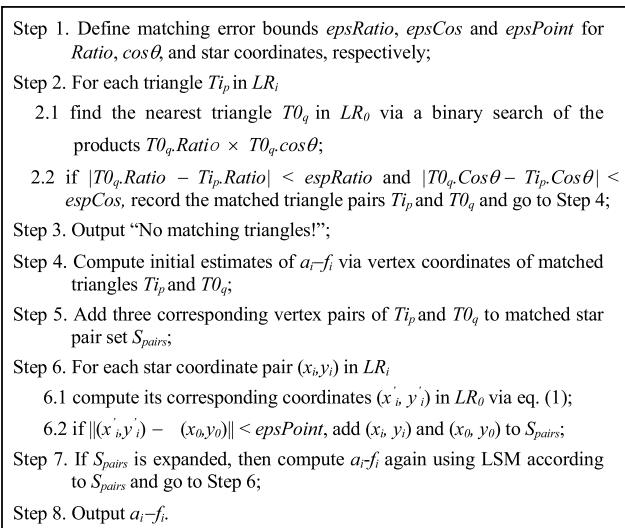 Step 1. Define matching error bounds epsRatio, epsCos and epsPoint for
Ratio, cosθ, and star coordinates, respectively;
Step 2. For each triangle Tiₚ in LRᵢ
2.1 find the nearest triangle T0q in LR₀ via a binary search of the
products T0q.Ratio × T0q.cosθ;
2.2 if |T0q.Ratio − Tiₚ.Ratio| < espRatio and |T0q.Cosθ − Tiₚ.Cosθ| <
espCos, record the matched triangle pairs Tiₚ and T0q and go to Step 4;
Step 3. Output “No matching triangles!”;
Step 4. Compute initial estimates of aᵢ–fᵢ via vertex coordinates of matched
triangles Tiₚ and T0q;
Step 5. Add three corresponding vertex pairs of Tiₚ and T0q to matched star
pair set Spairs;
Step 6. For each star coordinate pair (xᵢ,yᵢ) in LRᵢ
6.1 compute its corresponding coordinates (x'ᵢ, y'ᵢ) in LR₀ via eq. (1);
6.2 if ||(x'ᵢ,y'ᵢ) − (x₀,y₀)|| < epsPoint, add (xᵢ, yᵢ) and (x₀, y₀) to Spairs;
Step 7. If Spairs is expanded, then compute aᵢ-fᵢ again using LSM according
to Spairs and go to Step 6;
Step 8. Output aᵢ–fᵢ.